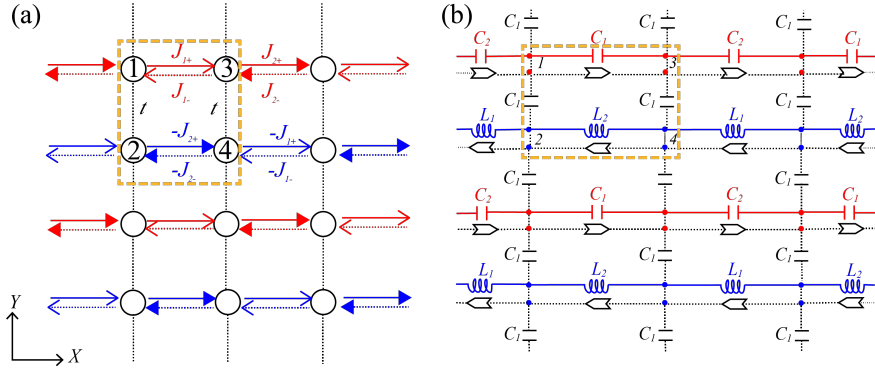 (a)
J1+ J2+
1 3
J1- J2-
t t
-J2+ -J1+
2 4
-J2- -J1-
Y
X
(b)
C1 C1 C1
C2 C1 C2 C1
1 3
C1 C1 C1
L1 L2 L1 L2
2 4
C1 C1 C1
C2 C1 C2 C1
C1 C1 C1
L1 L2 L1 L2
C1 C1 C1